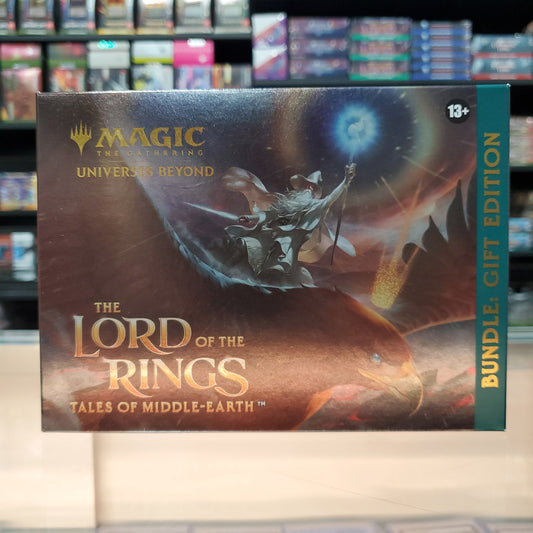 13+
MAGIC
THE GATHERING
UNIVERSES BEYOND
THE
LORD OF THE
RINGS
TALES OF MIDDLE-EARTH™
BUNDLE: GIFT EDITION